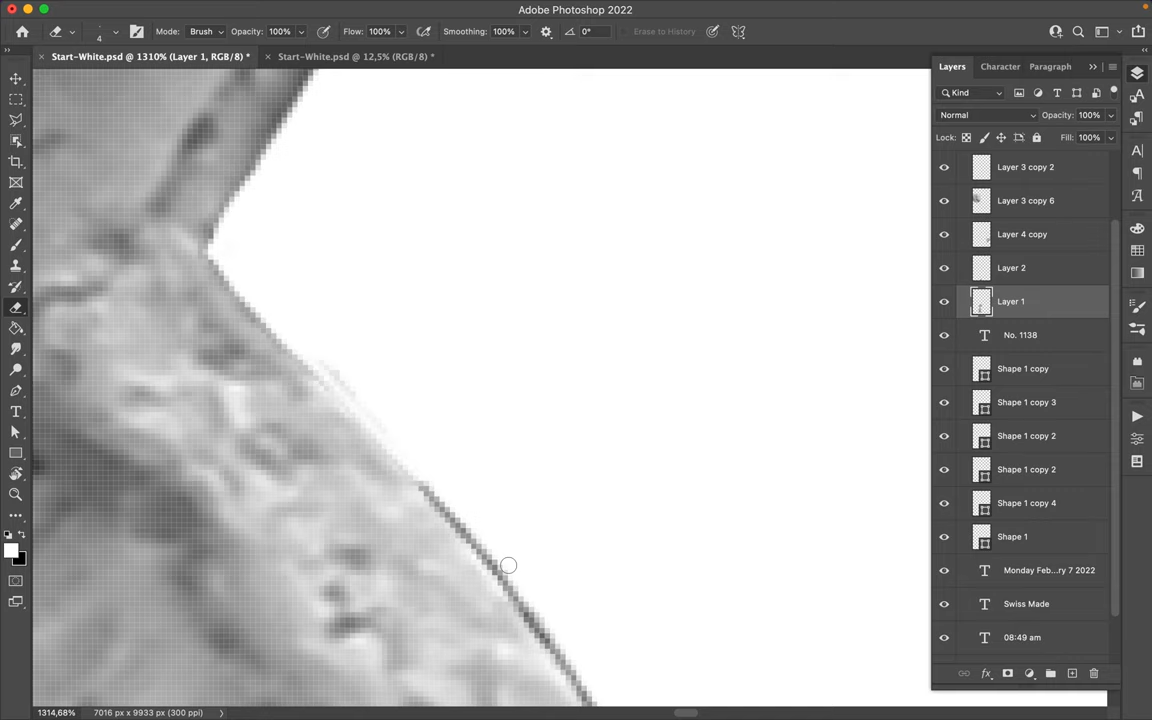 Adobe Photoshop 2022
4
Mode: Brush Opacity: 100% Flow: 100% Smoothing: 100% 0° Erase to History
Start-White.psd @ 1310% (Layer 1, RGB/8) * Start-White.psd @ 12,5% (RGB/8) *
Layers Character Paragraph
Kind
Normal Opacity: 100%
Lock: Fill: 100%
Layer 3 copy 2
Layer 3 copy 6
Layer 4 copy
Layer 2
Layer 1
No. 1138
Shape 1 copy
Shape 1 copy 3
Shape 1 copy 2
Shape 1 copy 2
Shape 1 copy 4
Shape 1
Monday Feb...ry 7 2022
Swiss Made
08:49 am
1314,68% 7016 px x 9933 px (300 ppi)